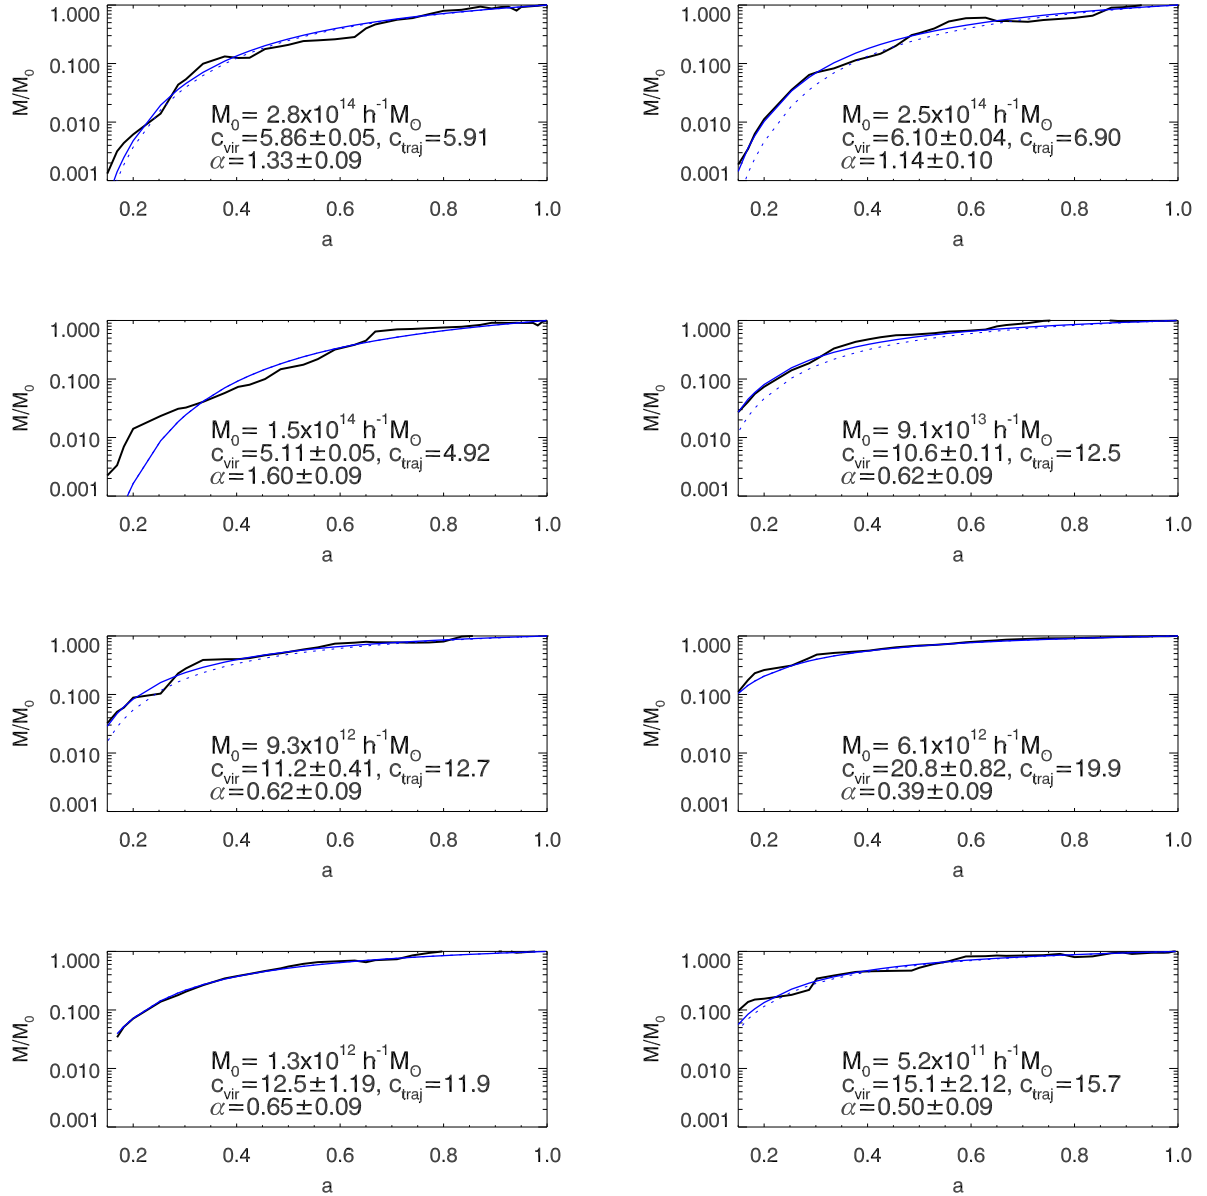 M/M0
1.000
0.100
0.010
0.001
M0= 2.8x10^14 h^-1M⊙
cvir=5.86±0.05, ctraj=5.91
α=1.33±0.09
0.2 0.4 0.6 0.8 1.0
a
M/M0
1.000
0.100
0.010
0.001
M0= 2.5x10^14 h^-1M⊙
cvir=6.10±0.04, ctraj=6.90
α=1.14±0.10
0.2 0.4 0.6 0.8 1.0
a
M/M0
1.000
0.100
0.010
0.001
M0= 1.5x10^14 h^-1M⊙
cvir=5.11±0.05, ctraj=4.92
α=1.60±0.09
0.2 0.4 0.6 0.8 1.0
a
M/M0
1.000
0.100
0.010
0.001
M0= 9.1x10^13 h^-1M⊙
cvir=10.6±0.11, ctraj=12.5
α=0.62±0.09
0.2 0.4 0.6 0.8 1.0
a
M/M0
1.000
0.100
0.010
0.001
M0= 9.3x10^12 h^-1M⊙
cvir=11.2±0.41, ctraj=12.7
α=0.62±0.09
0.2 0.4 0.6 0.8 1.0
a
M/M0
1.000
0.100
0.010
0.001
M0= 6.1x10^12 h^-1M⊙
cvir=20.8±0.82, ctraj=19.9
α=0.39±0.09
0.2 0.4 0.6 0.8 1.0
a
M/M0
1.000
0.100
0.010
0.001
M0= 1.3x10^12 h^-1M⊙
cvir=12.5±1.19, ctraj=11.9
α=0.65±0.09
0.2 0.4 0.6 0.8 1.0
a
M/M0
1.000
0.100
0.010
0.001
M0= 5.2x10^11 h^-1M⊙
cvir=15.1±2.12, ctraj=15.7
α=0.50±0.09
0.2 0.4 0.6 0.8 1.0
a